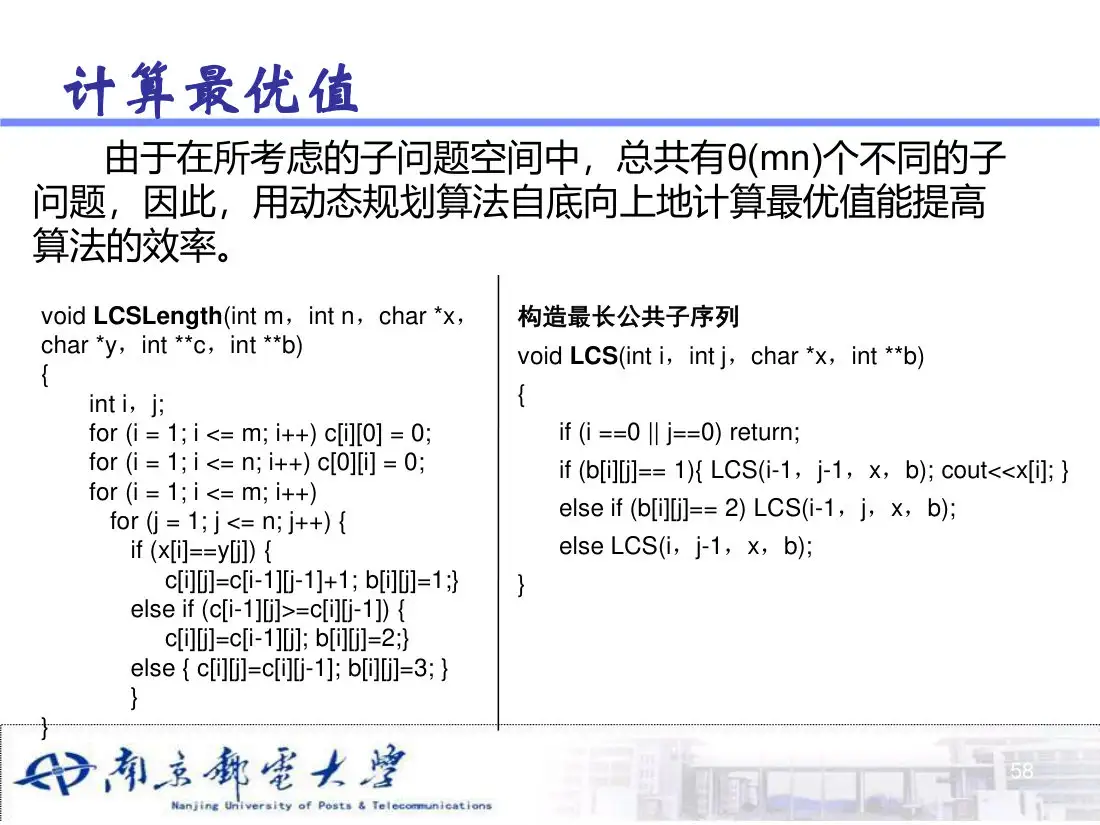 计算最优值
由于在所考虑的子问题空间中，总共有θ(mn)个不同的子
问题，因此，用动态规划算法自底向上地计算最优值能提高
算法的效率。
void LCSLength(int m，int n，char *x，
char *y，int **c，int **b)
{
int i，j;
for (i = 1; i <= m; i++) c[i][0] = 0;
for (i = 1; i <= n; i++) c[0][i] = 0;
for (i = 1; i <= m; i++)
for (j = 1; j <= n; j++) {
if (x[i]==y[j]) {
c[i][j]=c[i-1][j-1]+1; b[i][j]=1;}
else if (c[i-1][j]>=c[i][j-1]) {
c[i][j]=c[i-1][j]; b[i][j]=2;}
else { c[i][j]=c[i][j-1]; b[i][j]=3; }
}
}
构造最长公共子序列
void LCS(int i，int j，char *x，int **b)
{
if (i ==0 || j==0) return;
if (b[i][j]== 1){ LCS(i-1，j-1，x，b); cout<<x[i]; }
else if (b[i][j]== 2) LCS(i-1，j，x，b);
else LCS(i，j-1，x，b);
}
南京郵電大學
Nanjing University of Posts & Telecommunications
58